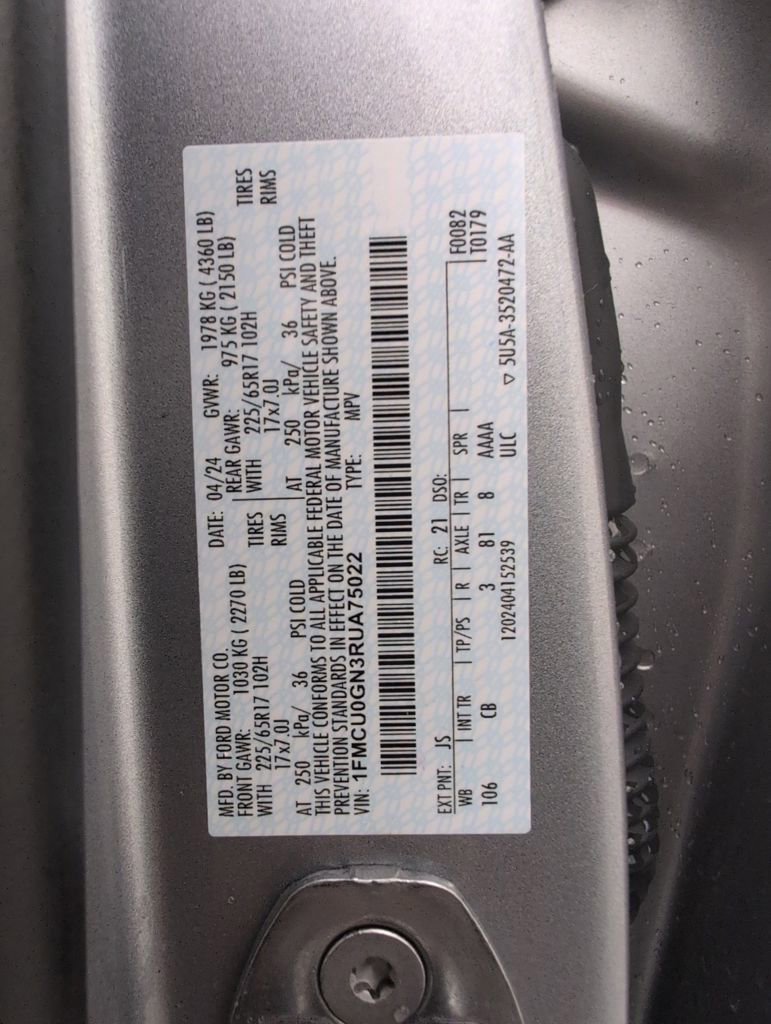 MFD. BY FORD MOTOR CO.
DATE: 04/24 GVWR: 1978 KG ( 4360 LB)
FRONT GAWR: 1030 KG ( 2270 LB)
REAR GAWR: 975 KG ( 2150 LB)
WITH 225/65R17 102H TIRES
WITH 225/65R17 102H TIRES
17x7.0J RIMS
17x7.0J RIMS
AT 250 kPa/ 36 PSI COLD
AT 250 kPa/ 36 PSI COLD
THIS VEHICLE CONFORMS TO ALL APPLICABLE FEDERAL MOTOR VEHICLE SAFETY AND THEFT
PREVENTION STANDARDS IN EFFECT ON THE DATE OF MANUFACTURE SHOWN ABOVE.
VIN: 1FMCU0GN3RUA75022 TYPE: MPV
EXT PNT: JS RC: 21 DSO: F0082
WB INT TR TP/PS R AXLE TR SPR T0179
106 CB 3 81 8 AAAA
1202404152539 ULC ▽ 5U5A-3520472-AA